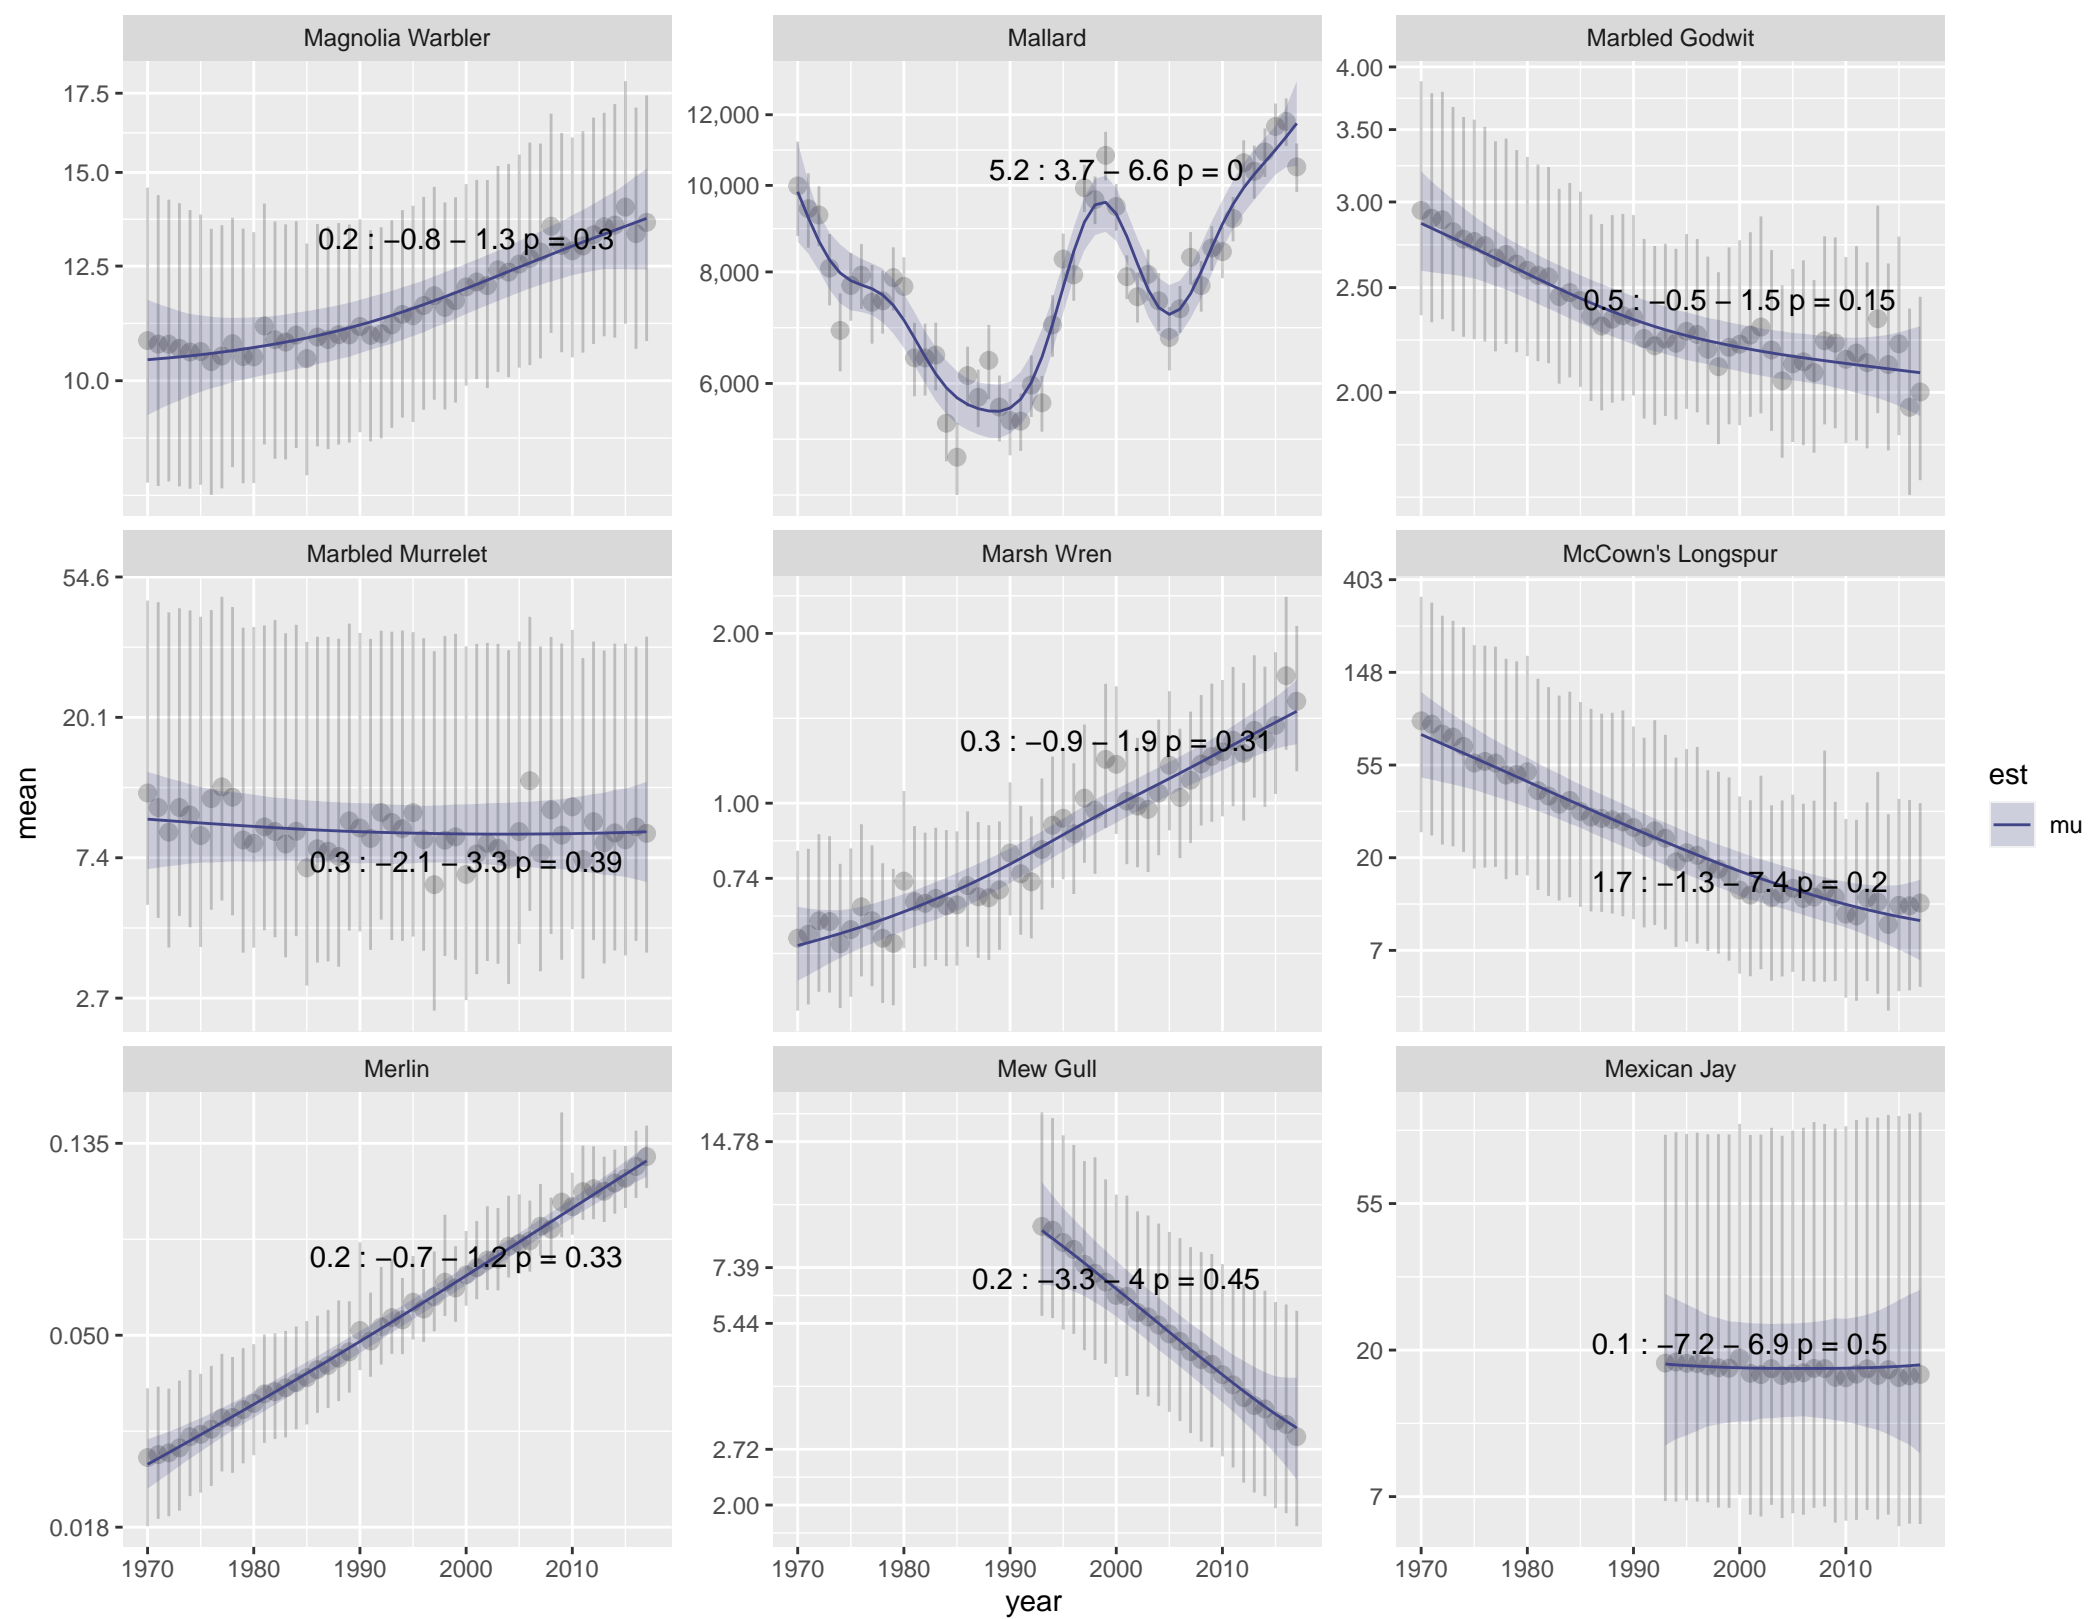 Magnolia Warbler
Mallard
Marbled Godwit
17.5
15.0
12.5
10.0
0.2 : −0.8 − 1.3 p = 0.3
12,000
10,000
8,000
6,000
5.2 : 3.7 − 6.6 p = 0
4.00
3.50
3.00
2.50
2.00
0.5 : −0.5 − 1.5 p = 0.15
Marbled Murrelet
Marsh Wren
McCown's Longspur
54.6
20.1
7.4
2.7
0.3 : −2.1 − 3.3 p = 0.39
2.00
1.00
0.74
0.3 : −0.9 − 1.9 p = 0.31
403
148
55
20
7
1.7 : −1.3 − 7.4 p = 0.2
mean
est
mu
Merlin
Mew Gull
Mexican Jay
0.135
0.050
0.018
0.2 : −0.7 − 1.2 p = 0.33
14.78
7.39
5.44
2.72
2.00
0.2 : −3.3 − 4 p = 0.45
55
20
7
0.1 : −7.2 − 6.9 p = 0.5
1970 1980 1990 2000 2010
1970 1980 1990 2000 2010
1970 1980 1990 2000 2010
year